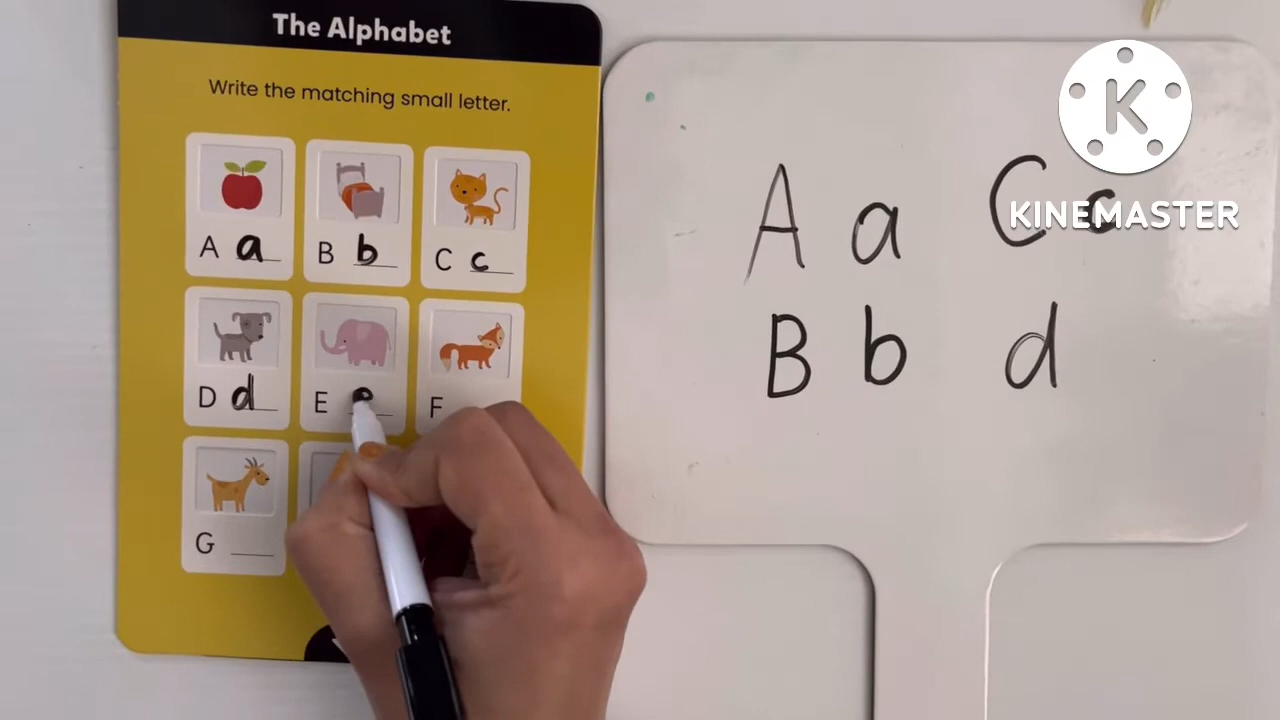 The Alphabet
Write the matching small letter.
A a B b C c
D d E e F
G
A a C c
B b d
K
KINEMASTER